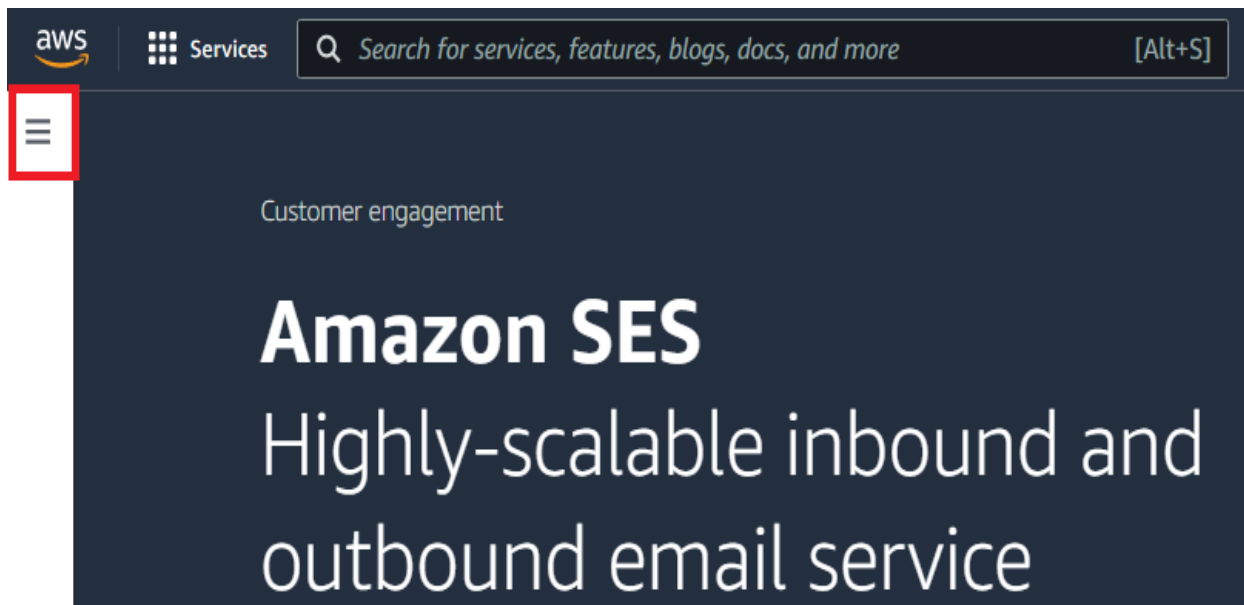 aws
Services
Search for services, features, blogs, docs, and more [Alt+S]
Customer engagement
Amazon SES
Highly-scalable inbound and
outbound email service